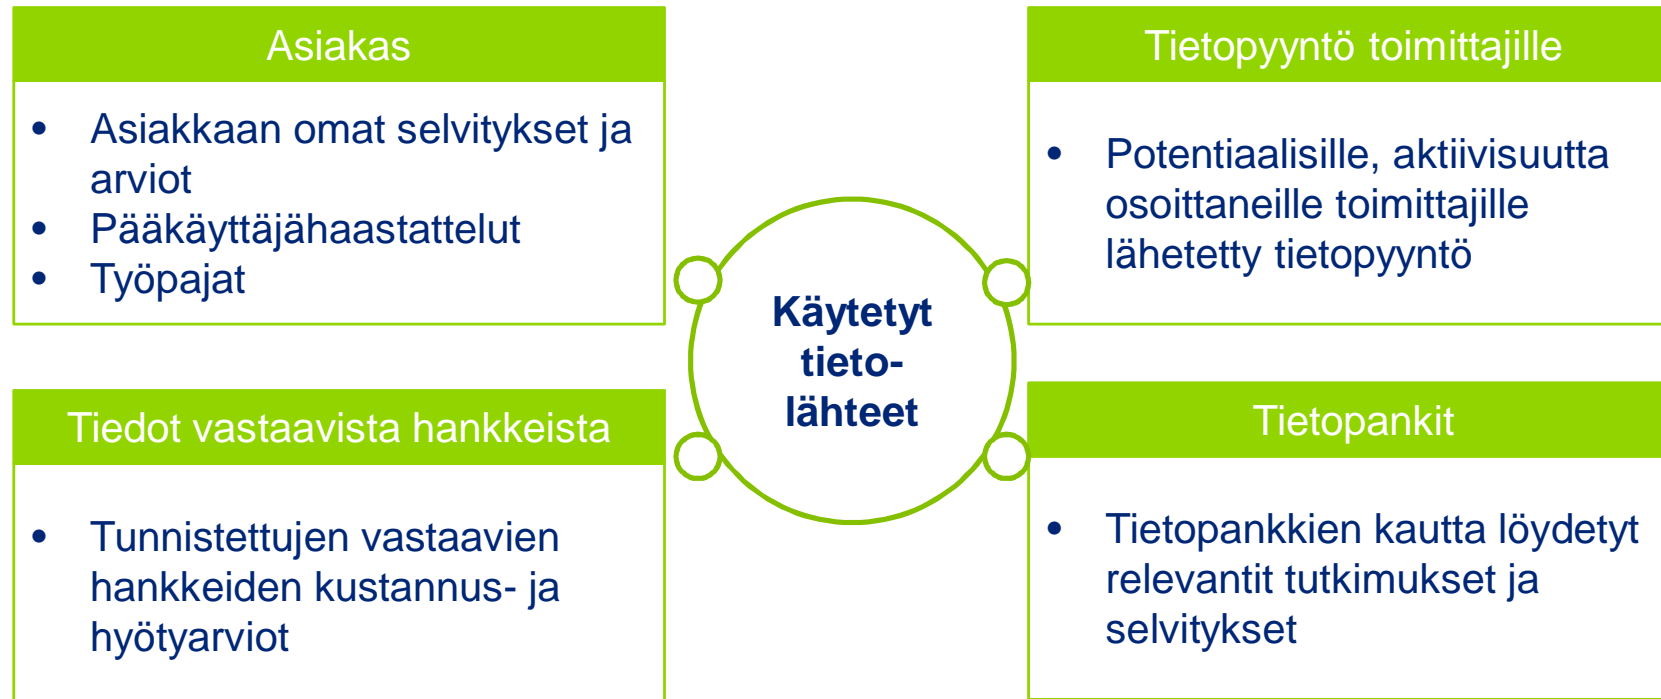 Asiakas
• Asiakkaan omat selvitykset ja
arviot
• Pääkäyttäjähaastattelut
• Työpajat
Tietopyyntö toimittajille
• Potentiaalisille, aktiivisuutta
osoittaneille toimittajille
lähetetty tietopyyntö
Käytetyt
tieto-
lähteet
Tiedot vastaavista hankkeista
• Tunnistettujen vastaavien
hankkeiden kustannus- ja
hyötyarviot
Tietopankit
• Tietopankkien kautta löydetyt
relevantit tutkimukset ja
selvitykset